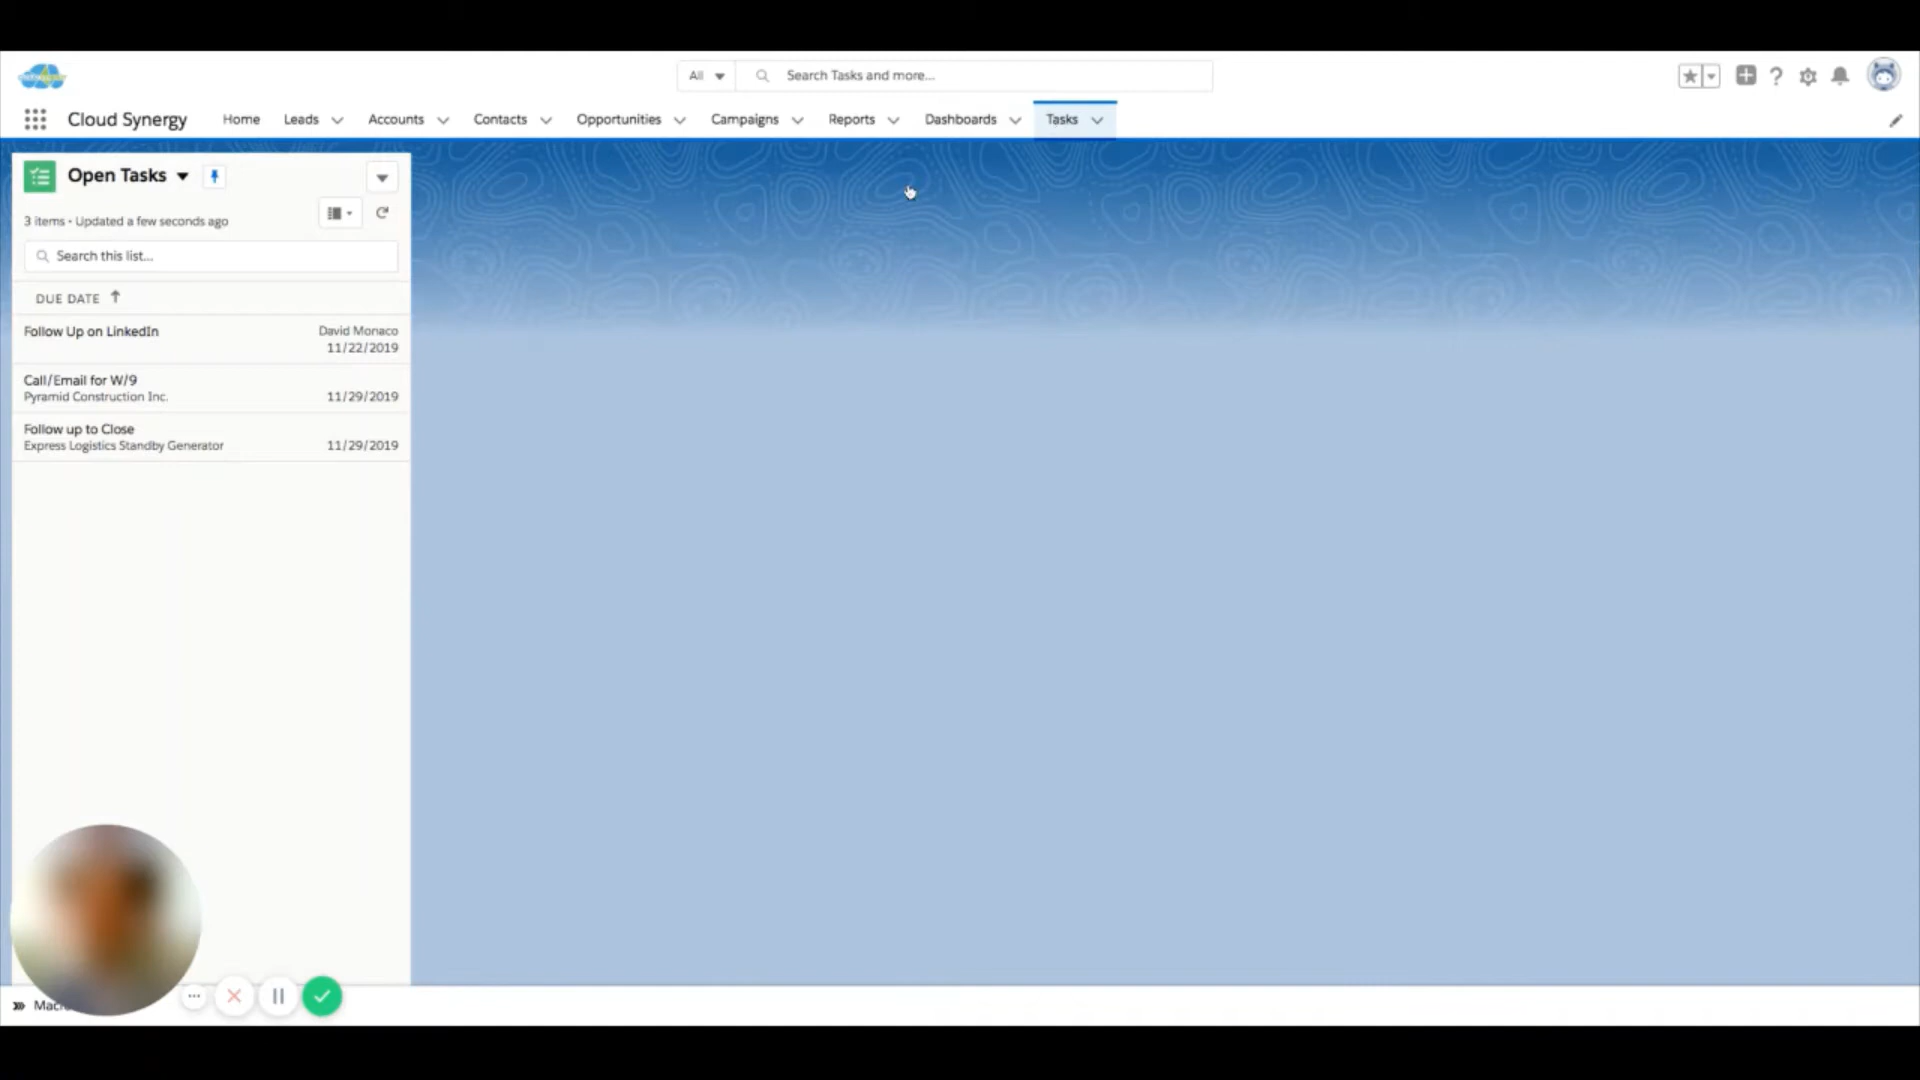 All
Search Tasks and more...
Cloud Synergy
Home
Leads
Accounts
Contacts
Opportunities
Campaigns
Reports
Dashboards
Tasks
Open Tasks
3 items • Updated a few seconds ago
Search this list...
DUE DATE
Follow Up on LinkedIn
David Monaco
11/22/2019
Call/Email for W/9
Pyramid Construction Inc.
11/29/2019
Follow up to Close
Express Logistics Standby Generator
11/29/2019